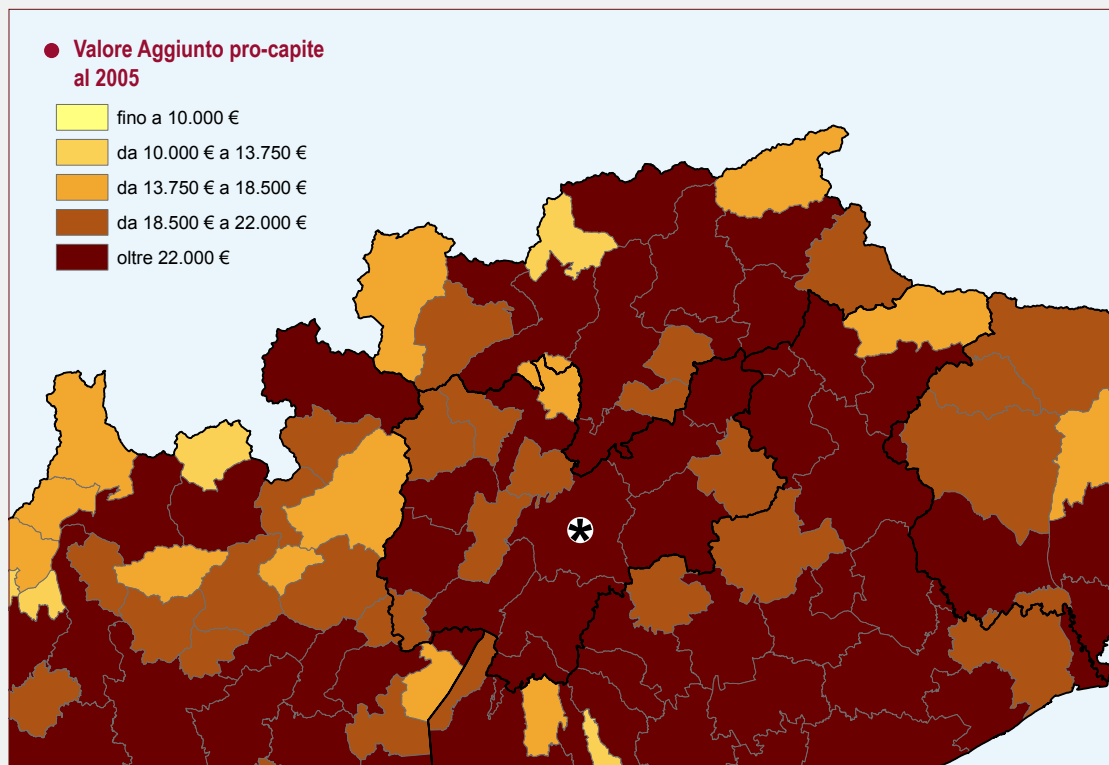 Valore Aggiunto pro-capite
al 2005
fino a 10.000 €
da 10.000 € a 13.750 €
da 13.750 € a 18.500 €
da 18.500 € a 22.000 €
oltre 22.000 €
*